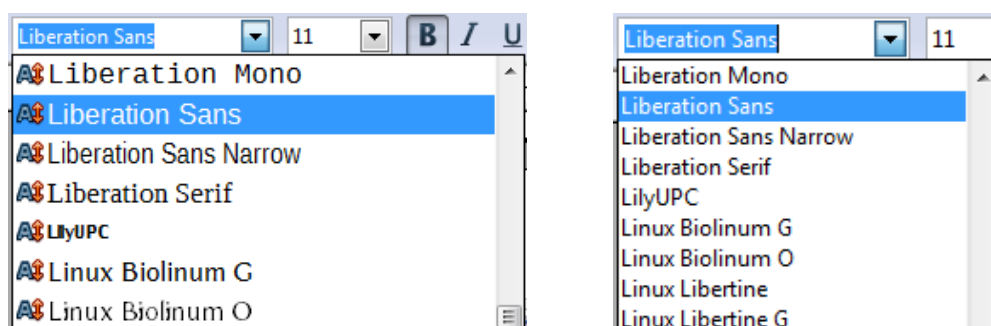 Liberation Sans 11 B I U
Liberation Mono
Liberation Sans
Liberation Sans Narrow
Liberation Serif
LilyUPC
Linux Biolinum G
Linux Biolinum O
Liberation Sans 11
Liberation Mono
Liberation Sans
Liberation Sans Narrow
Liberation Serif
LilyUPC
Linux Biolinum G
Linux Biolinum O
Linux Libertine
Linux Libertine G